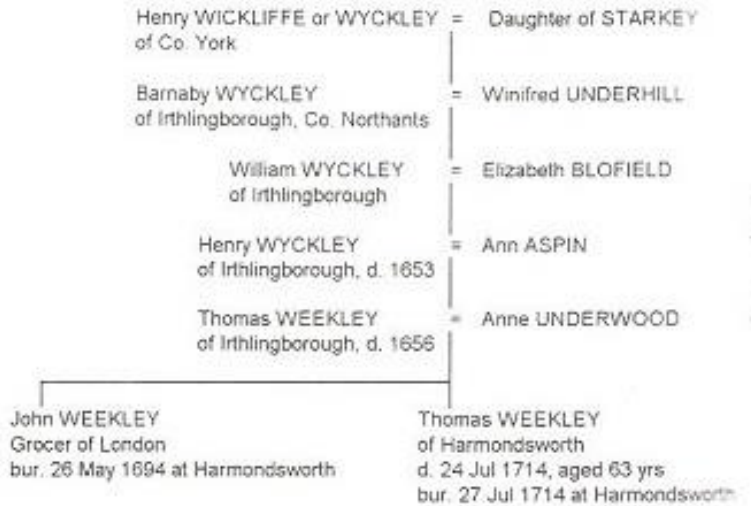 Henry WICKLIFFE or WYCKLEY = Daughter of STARKEY
of Co. York
Barnaby WYCKLEY = Winifred UNDERHILL
of Irthlingborough, Co. Northants
William WYCKLEY = Elizabeth BLOFIELD
of Irthlingborough
Henry WYCKLEY = Ann ASPIN
of Irthlingborough, d. 1653
Thomas WEEKLEY = Anne UNDERWOOD
of Irthlingborough, d. 1656
John WEEKLEY
Grocer of London
bur. 26 May 1694 at Harmondsworth
Thomas WEEKLEY
of Harmondsworth
d. 24 Jul 1714, aged 63 yrs
bur. 27 Jul 1714 at Harmondsworth